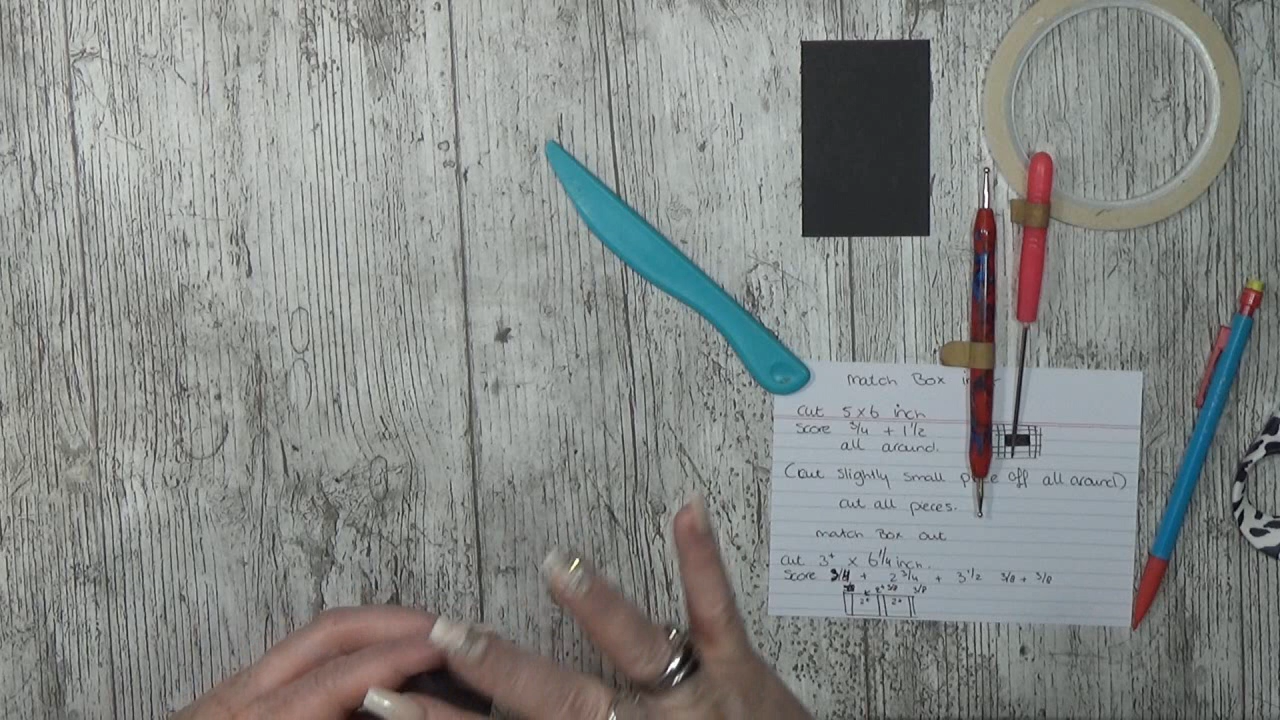 match Box
cut 5 x 6 inch
Score 3/4 + 1 1/2
all around.
(cut slightly small off all around)
cut all pieces.
match Box out
cut 3" x 6 1/4 inch.
Score 3/4 + 2 3/4 + 3 1/2 3/8 + 3/8
3/8
2" 2"